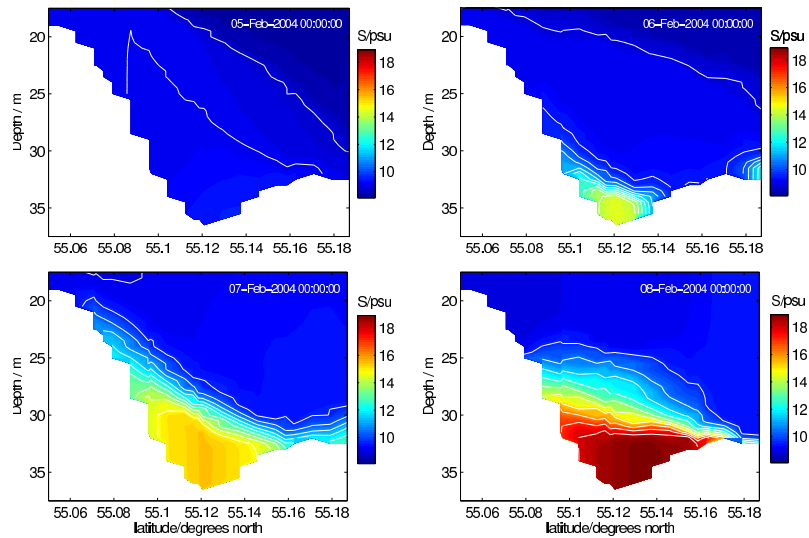 05-Feb-2004 00:00:00
S/psu
20
25
30
35
Depth / m
18
16
14
12
10
55.06 55.08 55.1 55.12 55.14 55.16 55.18
06-Feb-2004 00:00:00
S/psu
20
25
30
35
Depth / m
18
16
14
12
10
55.06 55.08 55.1 55.12 55.14 55.16 55.18
07-Feb-2004 00:00:00
S/psu
20
25
30
35
Depth / m
18
16
14
12
10
55.06 55.08 55.1 55.12 55.14 55.16 55.18
latitude/degrees north
08-Feb-2004 00:00:00
S/psu
20
25
30
35
Depth / m
18
16
14
12
10
55.06 55.08 55.1 55.12 55.14 55.16 55.18
latitude/degrees north